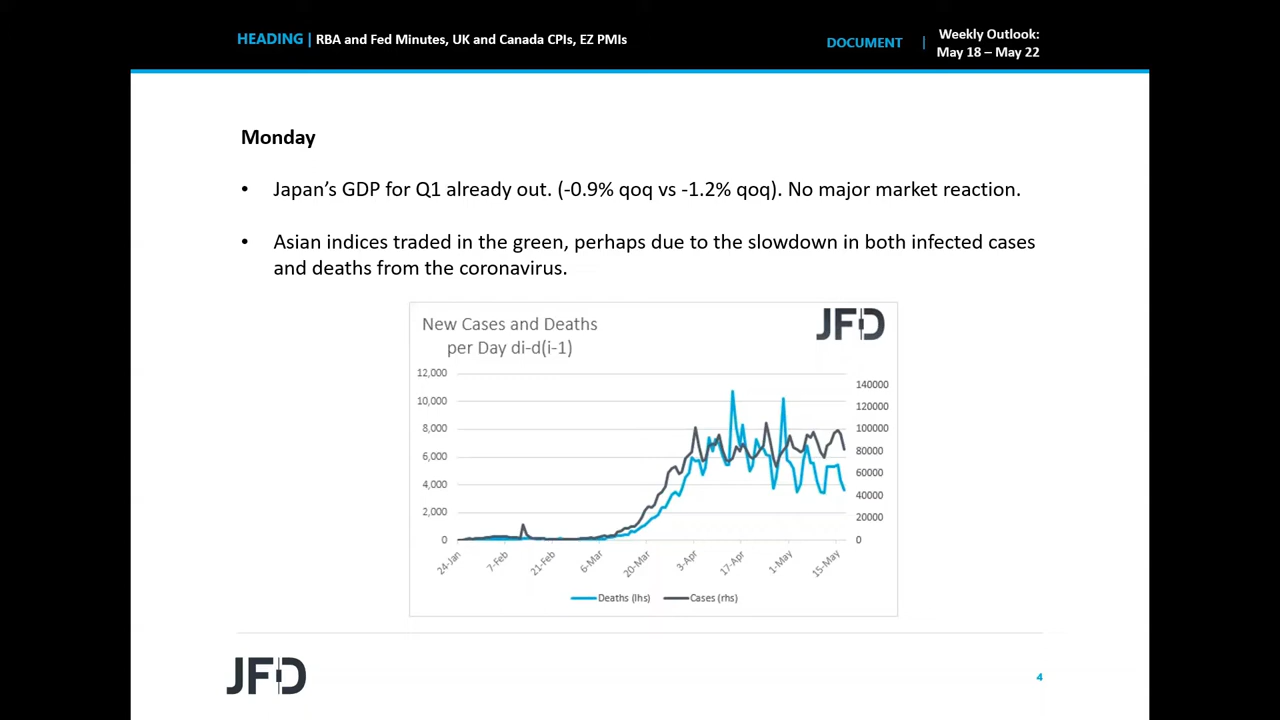 HEADING | RBA and Fed Minutes, UK and Canada CPIs, EZ PMIs
DOCUMENT | Weekly Outlook:
May 18 – May 22
Monday
• Japan’s GDP for Q1 already out. (-0.9% qoq vs -1.2% qoq). No major market reaction.
• Asian indices traded in the green, perhaps due to the slowdown in both infected cases
and deaths from the coronavirus.
New Cases and Deaths
per Day di-d(i-1)
JFD
12,000
10,000
8,000
6,000
4,000
2,000
0
140000
120000
100000
80000
60000
40000
20000
0
24-Jan 7-Feb 21-Feb 6-Mar 20-Mar 3-Apr 17-Apr 1-May 15-May
Deaths (lhs) Cases (rhs)
JFD
4